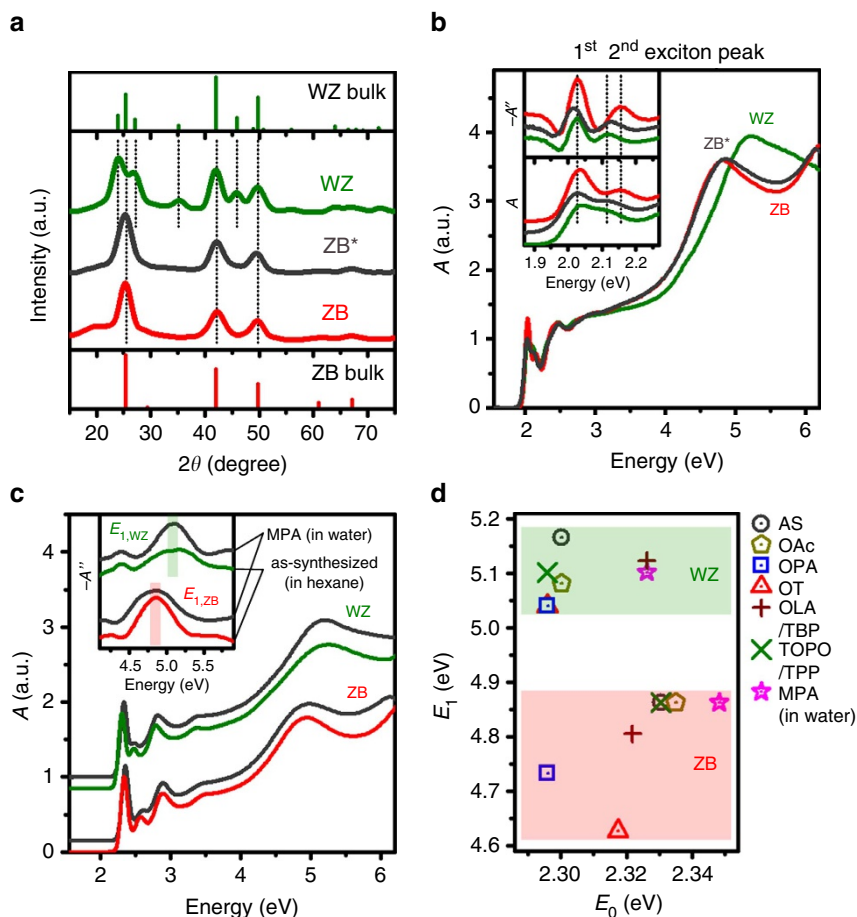 a
WZ bulk
WZ
ZB*
ZB
ZB bulk
Intensity (a.u.)
20 30 40 50 60 70
2θ (degree)
b
1st 2nd exciton peak
–A″
A
1.9 2.0 2.1 2.2
Energy (eV)
WZ
ZB*
ZB
A (a.u.)
5
4
3
2
1
0
2 3 4 5 6
Energy (eV)
c
E1,WZ
MPA (in water)
as-synthesized
(in hexane)
E1,ZB
–A″
4.5 5.0 5.5
Energy (eV)
WZ
ZB
A (a.u.)
4
3
2
1
0
2 3 4 5 6
Energy (eV)
d
5.2
5.1
5.0
4.9
4.8
4.7
4.6
E1 (eV)
WZ
ZB
2.30 2.32 2.34
E0 (eV)
AS
OAc
OPA
OT
OLA
/TBP
TOPO
/TPP
MPA
(in water)